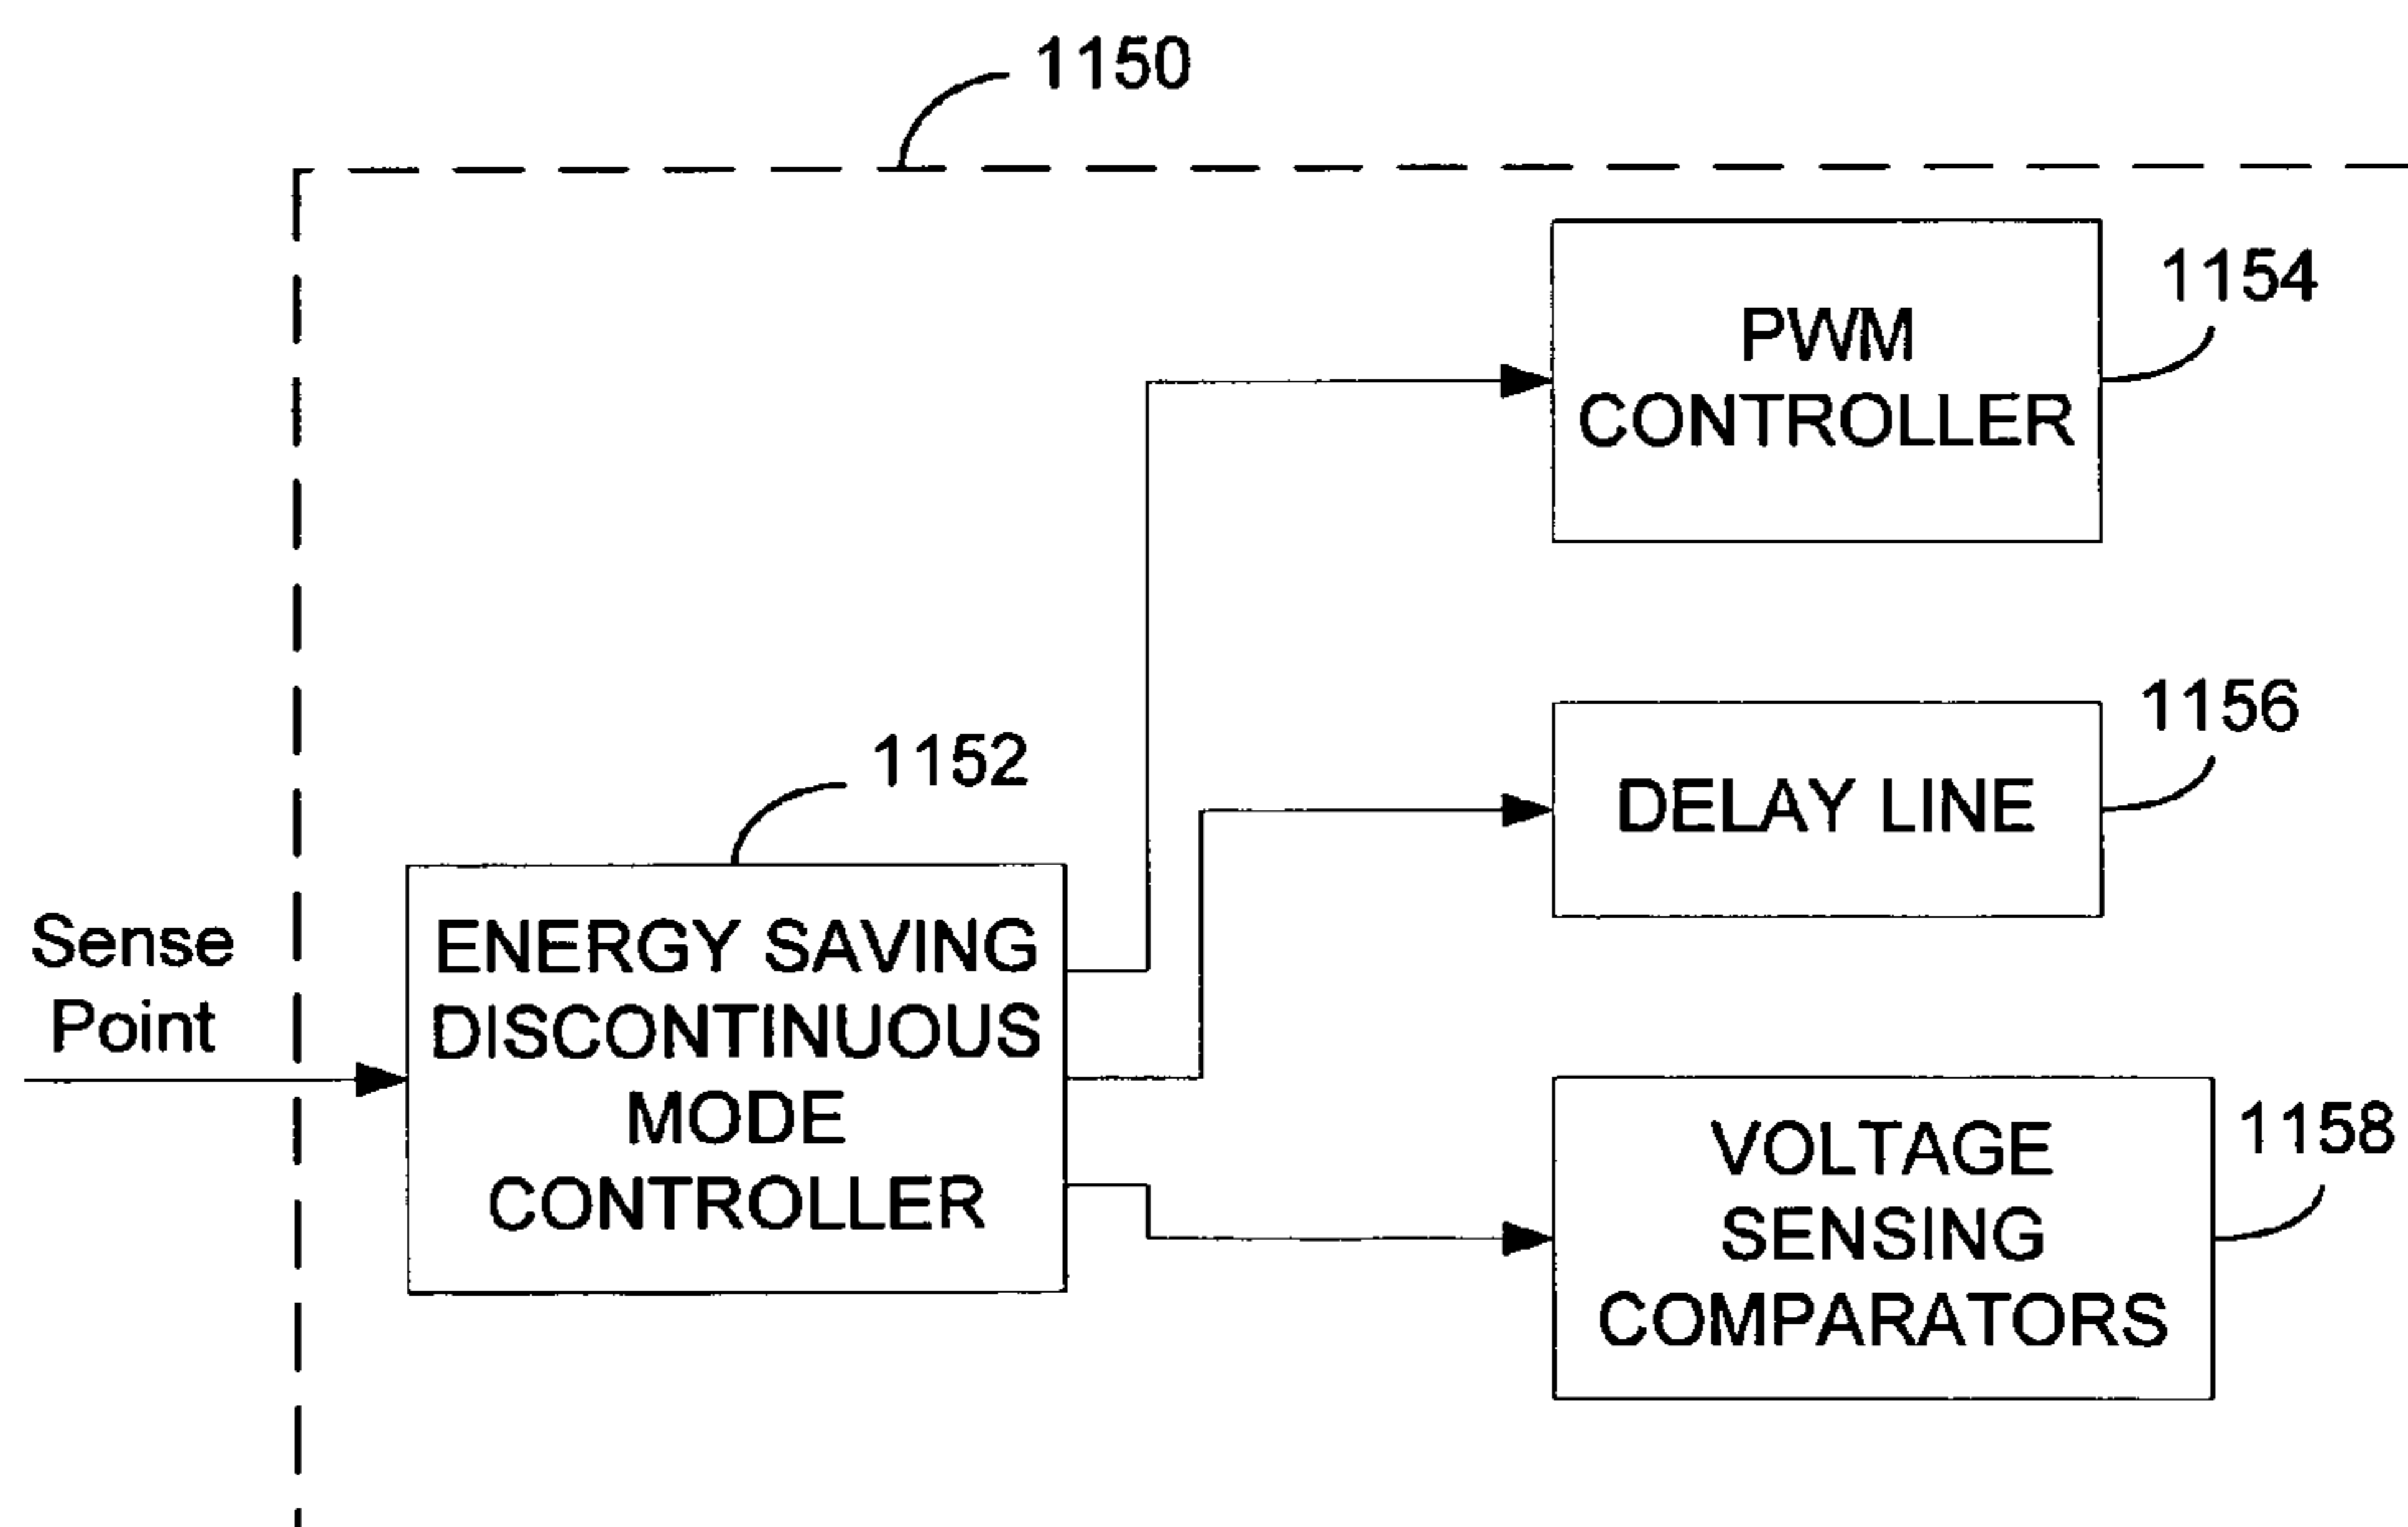 1150
1154
PWM
CONTROLLER
1156
DELAY LINE
1152
Sense
Point
ENERGY SAVING
DISCONTINUOUS
MODE
CONTROLLER
1158
VOLTAGE
SENSING
COMPARATORS